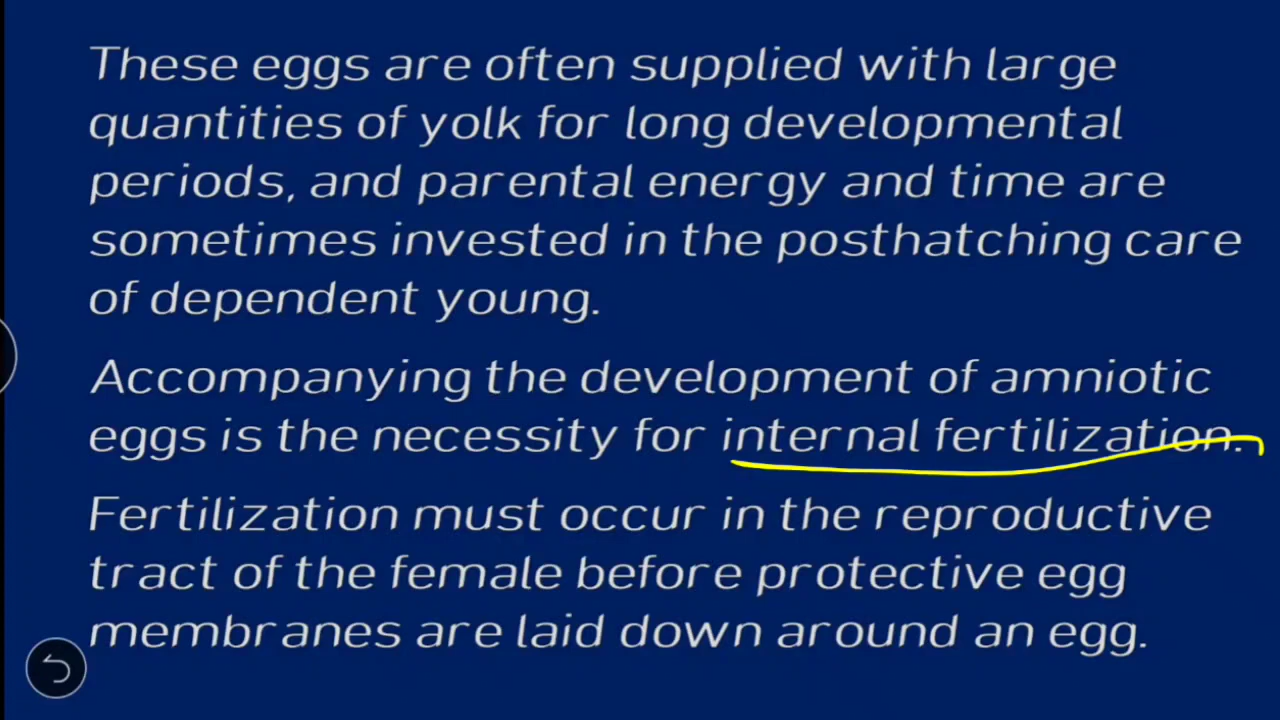 These eggs are often supplied with large
quantities of yolk for long developmental
periods, and parental energy and time are
sometimes invested in the posthatching care
of dependent young.
Accompanying the development of amniotic
eggs is the necessity for internal fertilization.
Fertilization must occur in the reproductive
tract of the female before protective egg
membranes are laid down around an egg.